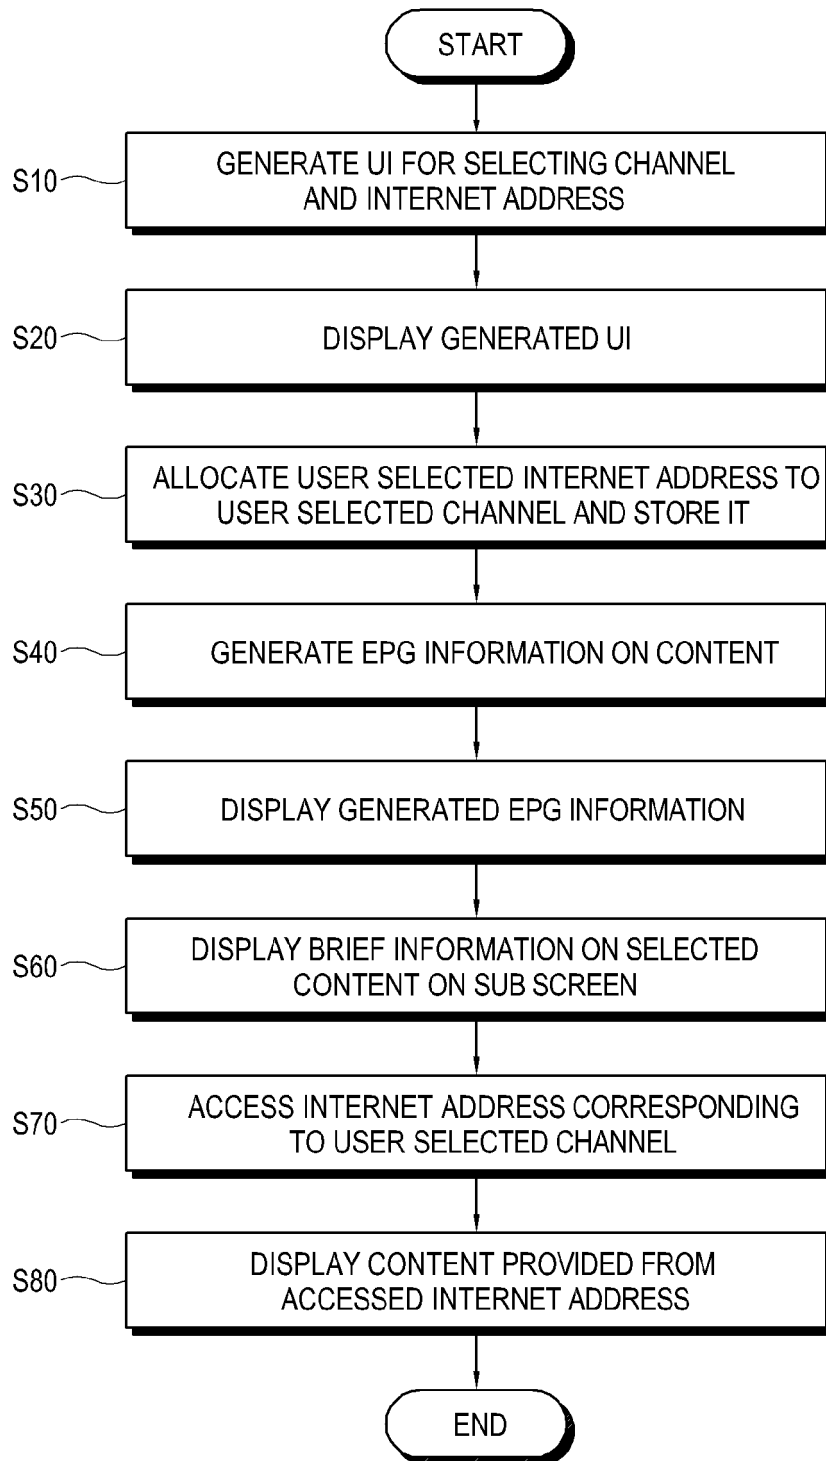 START
S10
GENERATE UI FOR SELECTING CHANNEL
AND INTERNET ADDRESS
S20
DISPLAY GENERATED UI
S30
ALLOCATE USER SELECTED INTERNET ADDRESS TO
USER SELECTED CHANNEL AND STORE IT
S40
GENERATE EPG INFORMATION ON CONTENT
S50
DISPLAY GENERATED EPG INFORMATION
S60
DISPLAY BRIEF INFORMATION ON SELECTED
CONTENT ON SUB SCREEN
S70
ACCESS INTERNET ADDRESS CORRESPONDING
TO USER SELECTED CHANNEL
S80
DISPLAY CONTENT PROVIDED FROM
ACCESSED INTERNET ADDRESS
END